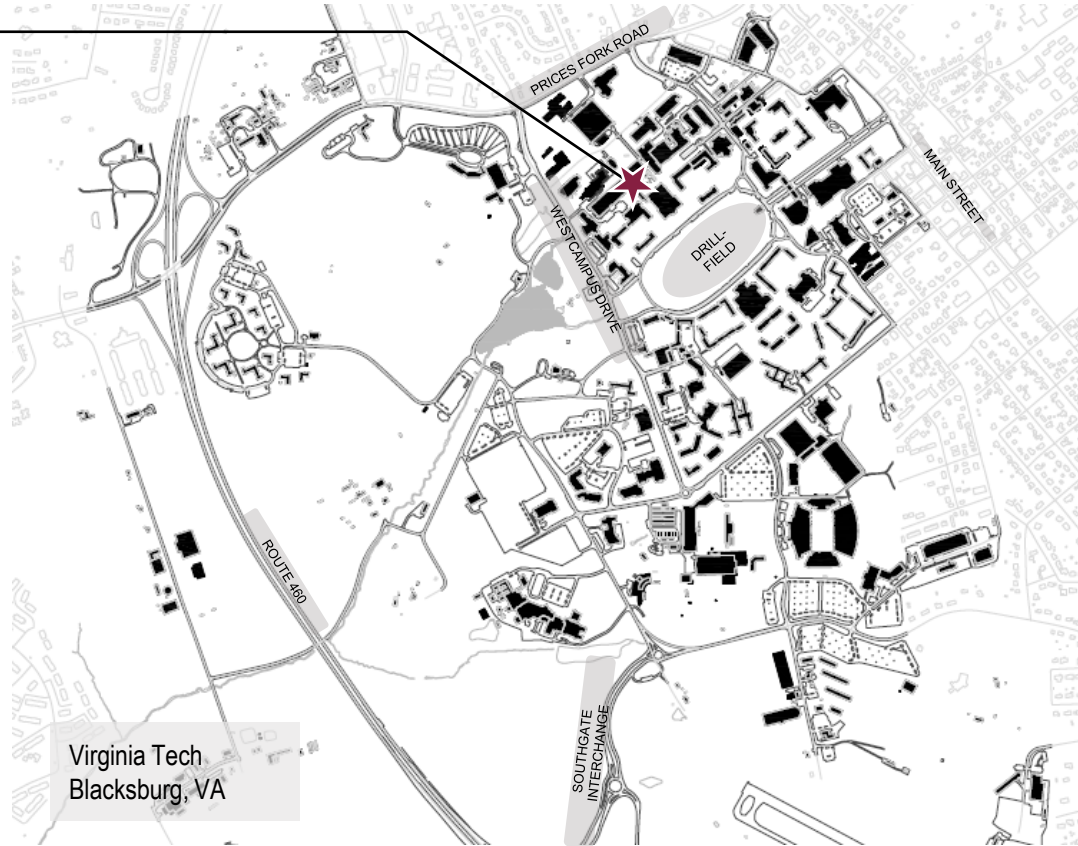 PRICES FORK ROAD
MAIN STREET
WESTCAMPUS DRIVE
DRILL-
FIELD
ROUTE 460
SOUTHGATE
INTERCHANGE
Virginia Tech
Blacksburg, VA